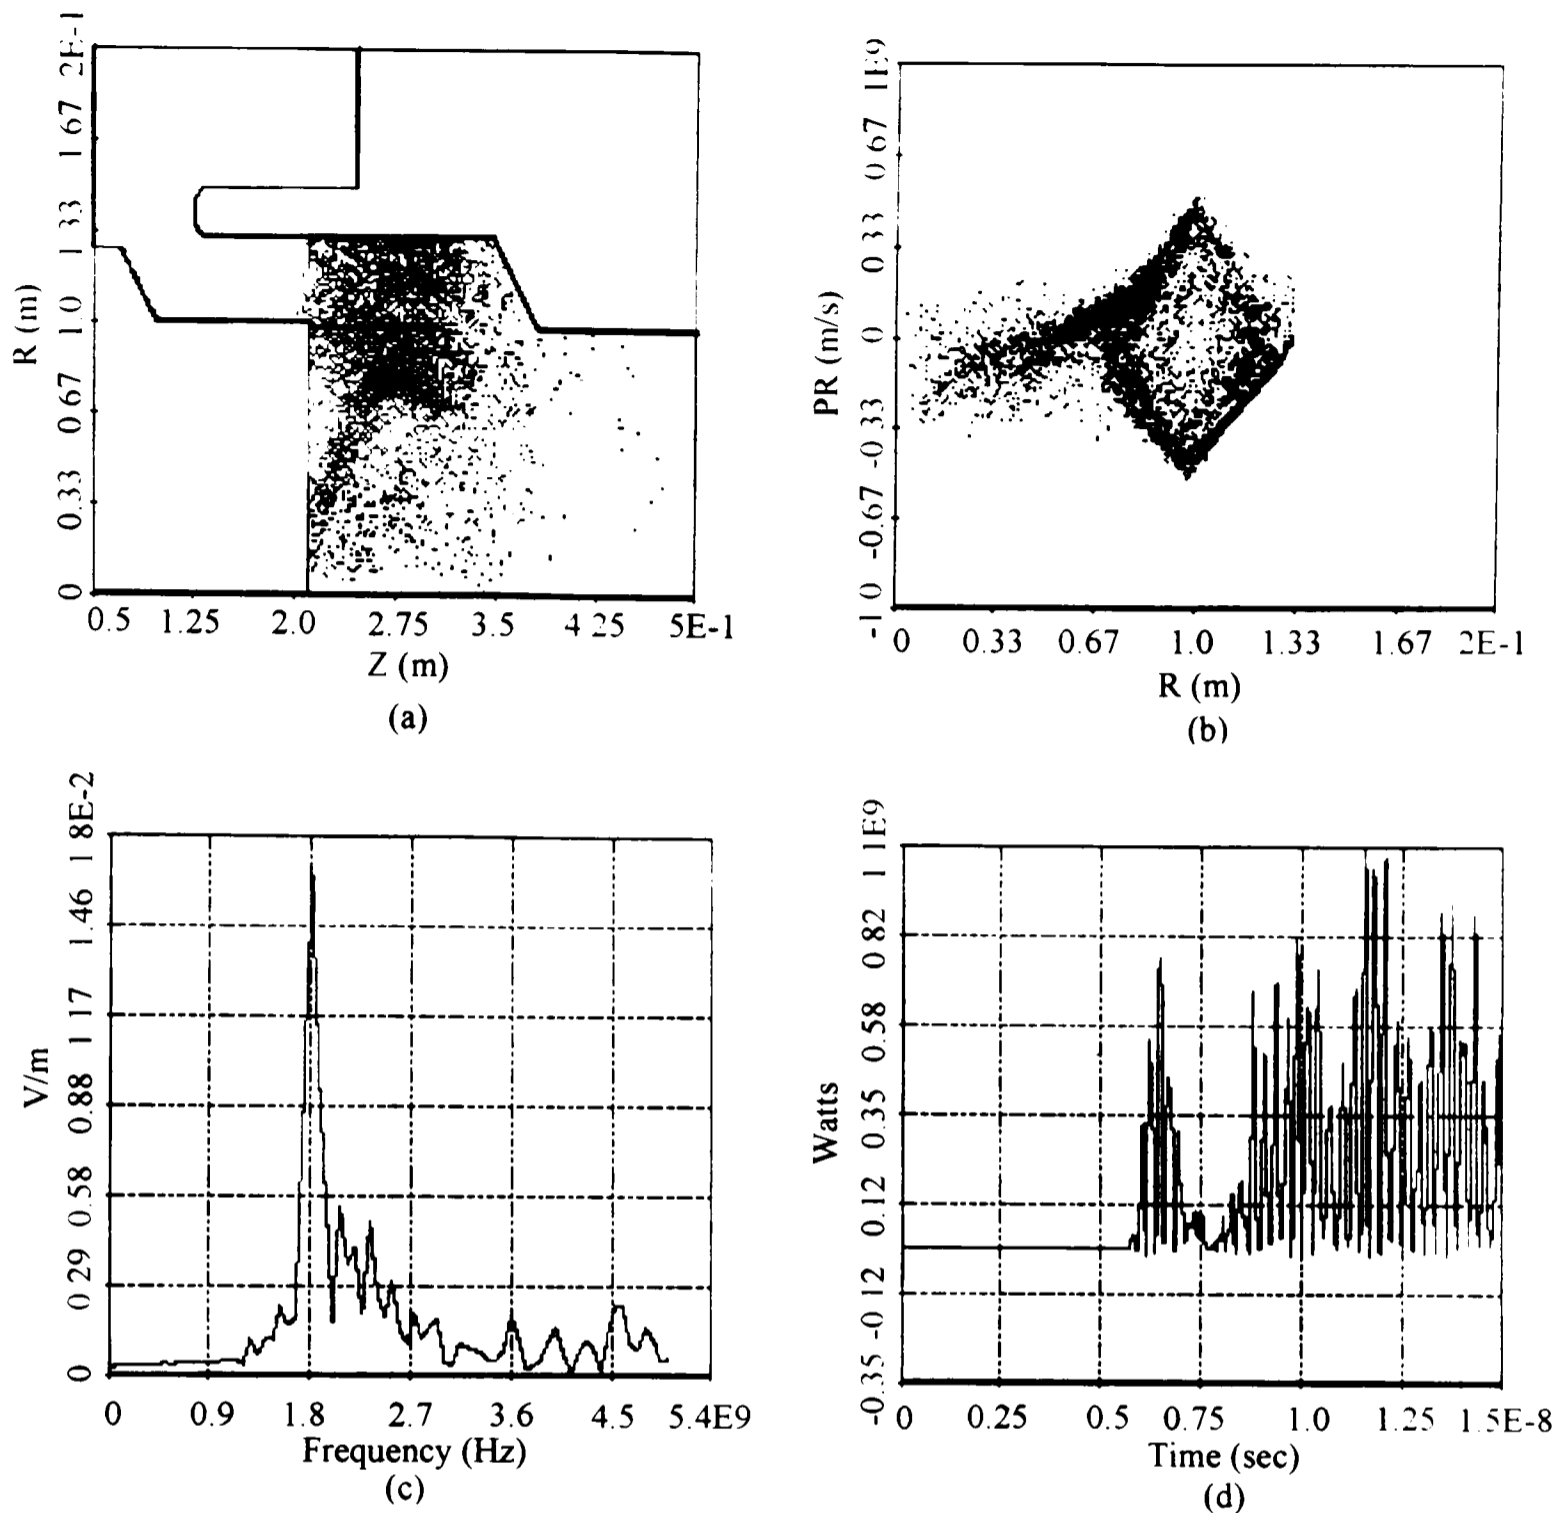 2E-1
1.67
1.33
1.0
0.67
0.33
0
R (m)
0.5 1.25 2.0 2.75 3.5 4.25 5E-1
Z (m)
(a)
1E9
0.67
0.33
0
-0.33
-0.67
-1.0
PR (m/s)
0 0.33 0.67 1.0 1.33 1.67 2E-1
R (m)
(b)
1.8E-2
1.46
1.17
0.88
0.58
0.29
0
V/m
0 0.9 1.8 2.7 3.6 4.5 5.4E9
Frequency (Hz)
(c)
1.1E9
0.82
0.58
0.35
0.12
-0.12
-0.35
Watts
0 0.25 0.5 0.75 1.0 1.25 1.5E-8
Time (sec)
(d)